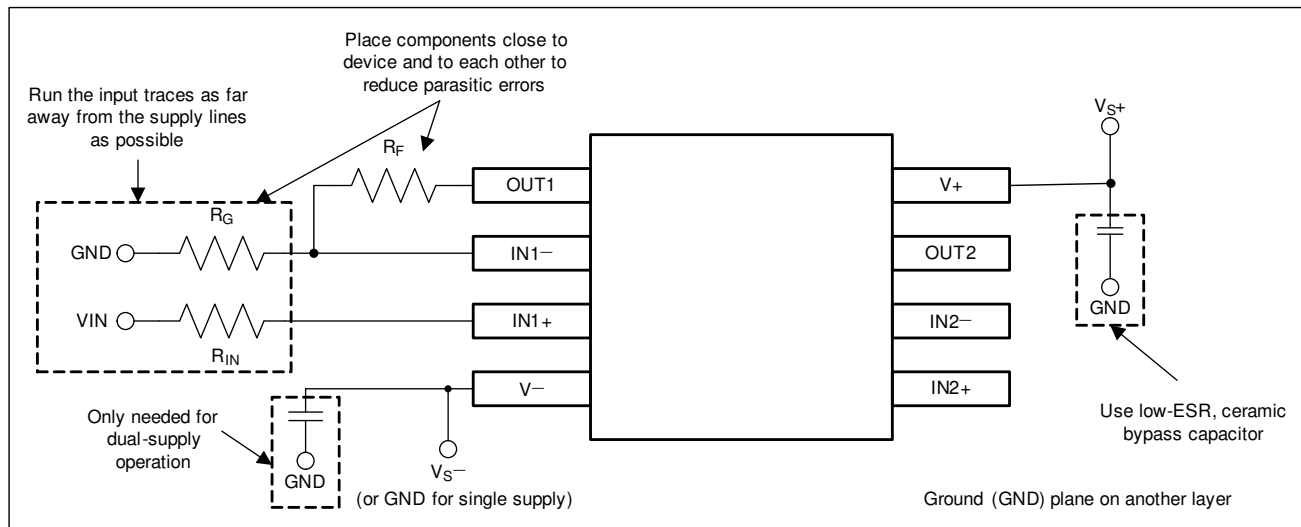 Place components close to
device and to each other to
reduce parasitic errors
Run the input traces as far
away from the supply lines
as possible
VS+
RF
OUT1
V+
RG
GND
IN1−
OUT2
GND
VIN
IN1+
IN2−
RIN
V−
IN2+
Only needed for
dual-supply
operation
GND
VS−
(or GND for single supply)
Use low-ESR, ceramic
bypass capacitor
Ground (GND) plane on another layer